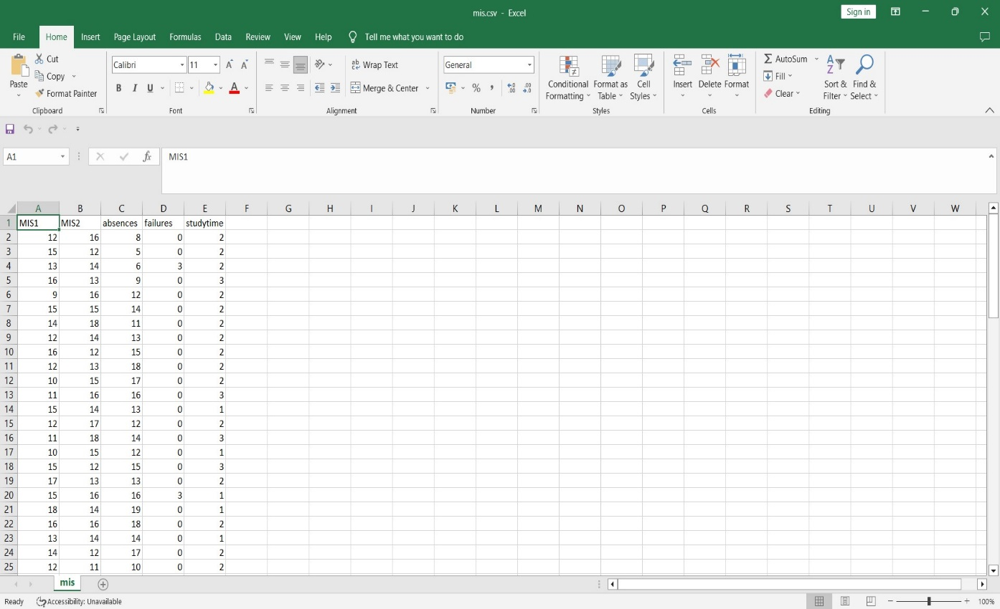 mis.csv - Excel
Sign in
File Home Insert Page Layout Formulas Data Review View Help Tell me what you want to do
Paste
Cut
Copy
Format Painter
Clipboard
Calibri 11 A A
B I U A
Font
ab Wrap Text
Merge & Center
Alignment
General
% ,
Number
Conditional Formatting
Format as Table
Cell Styles
Styles
Insert Delete Format
Cells
AutoSum
Fill
Clear
Sort & Filter
Find & Select
Editing
A1 fx MIS1
A B C D E F G H I J K L M N O P Q R S T U V W
1 MIS1 MIS2 absences failures studytime
2 12 16 8 0 2
3 15 12 5 0 2
4 13 14 6 3 2
5 16 13 9 0 3
6 9 16 12 0 2
7 15 15 14 0 2
8 14 18 11 0 2
9 12 14 13 0 2
10 16 12 15 0 2
11 12 13 18 0 2
12 10 15 17 0 2
13 11 16 16 0 3
14 15 14 13 0 1
15 12 17 12 0 2
16 11 18 14 0 3
17 10 15 12 0 1
18 15 12 15 0 3
19 17 13 13 0 2
20 15 16 16 3 1
21 18 14 19 0 1
22 16 16 18 0 2
23 13 14 14 0 1
24 14 12 17 0 2
25 12 11 10 0 2
mis
Ready Accessibility: Unavailable 100%